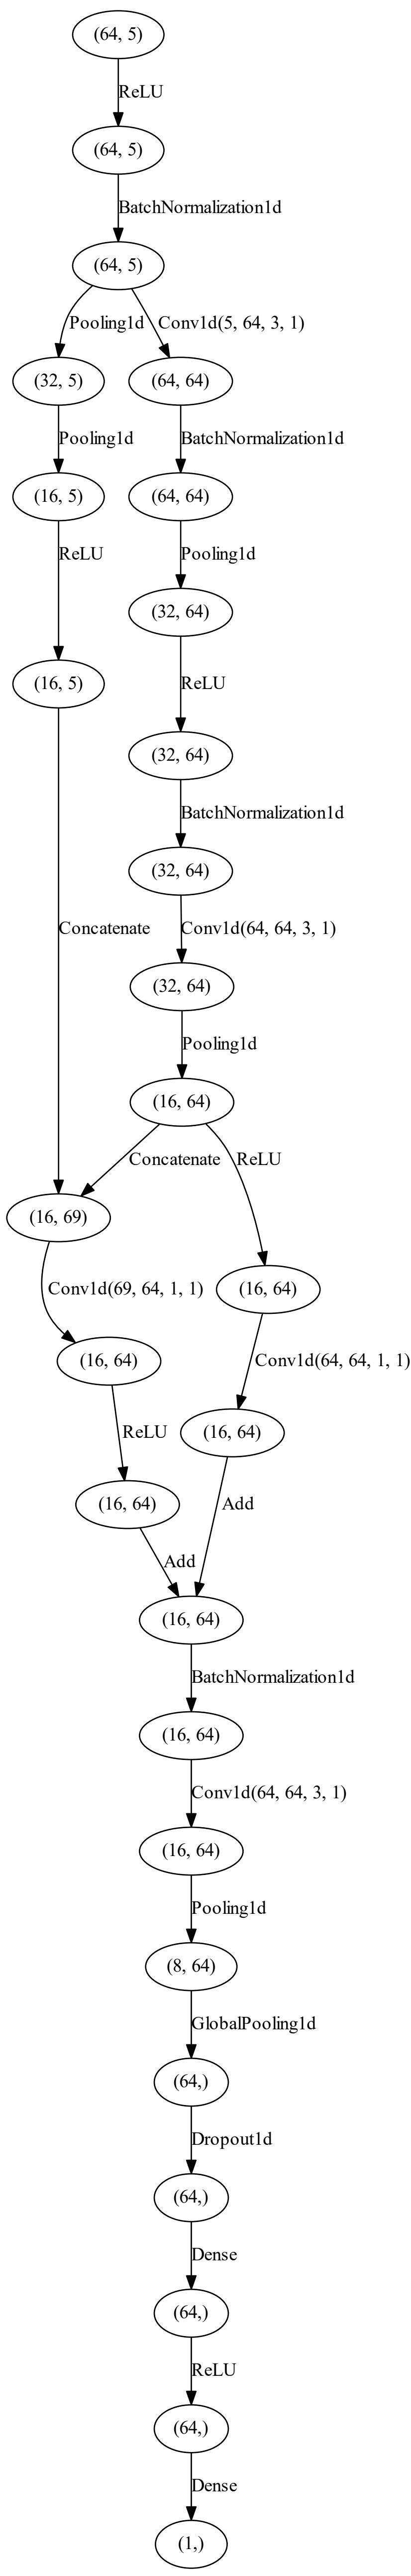 (64, 5)
ReLU
(64, 5)
BatchNormalization1d
(64, 5)
Pooling1d Conv1d(5, 64, 3, 1)
(32, 5) (64, 64)
Pooling1d BatchNormalization1d
(16, 5) (64, 64)
ReLU Pooling1d
(32, 64)
(16, 5) ReLU
(32, 64)
BatchNormalization1d
(32, 64)
Concatenate Conv1d(64, 64, 3, 1)
(32, 64)
Pooling1d
(16, 64)
Concatenate ReLU
(16, 69)
(16, 64)
Conv1d(69, 64, 1, 1)
(16, 64) Conv1d(64, 64, 1, 1)
ReLU (16, 64)
(16, 64) Add
Add
(16, 64)
BatchNormalization1d
(16, 64)
Conv1d(64, 64, 3, 1)
(16, 64)
Pooling1d
(8, 64)
GlobalPooling1d
(64,)
Dropout1d
(64,)
Dense
(64,)
ReLU
(64,)
Dense
(1,)